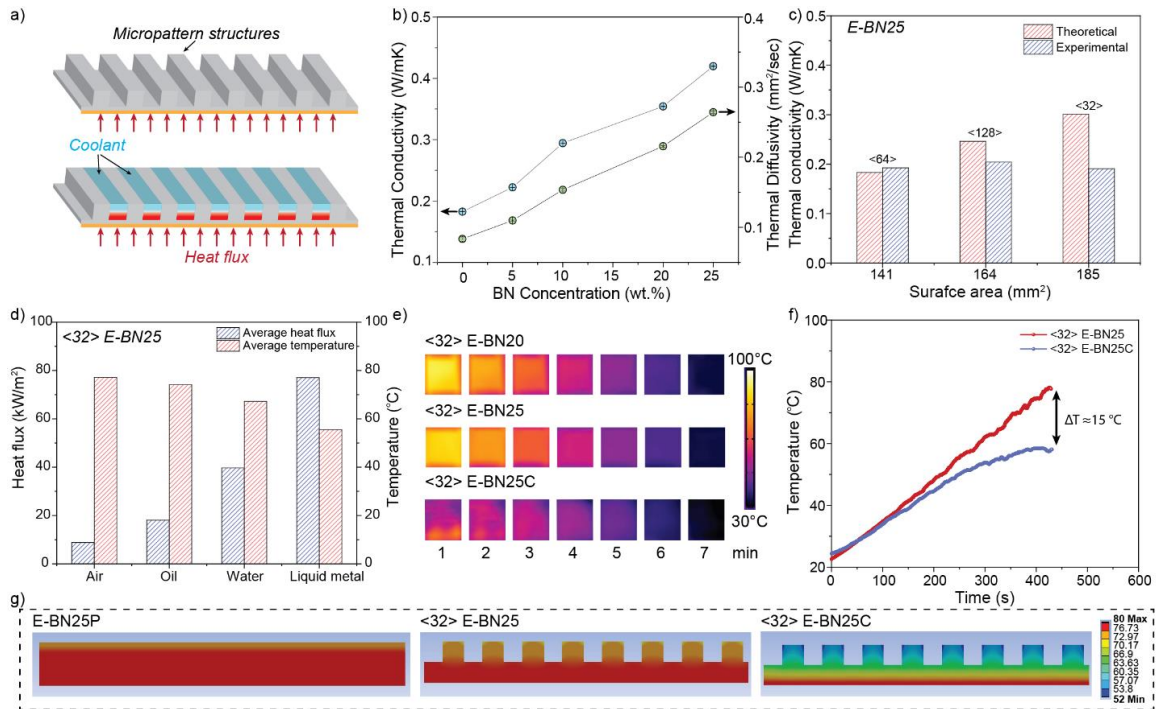 a)
Micropattern structures
Coolant
Heat flux
b)
Thermal Conductivity (W/mK)
0.5
0.4
0.3
0.2
0.1
0
5
10
20
25
BN Concentration (wt.%)
0.4
0.3
0.2
0.1
Thermal Diffusivity (mm²/sec)
c)
E-BN25
Theoretical
Experimental
Thermal conductivity (W/mK)
0.5
0.4
0.3
0.2
0.1
0.0
<64>
<128>
<32>
141
164
185
Surafce area (mm²)
d)
<32> E-BN25
Average heat flux
Average temperature
Heat flux (kW/m²)
100
80
60
40
20
0
Air
Oil
Water
Liquid metal
100
80
60
40
20
0
Temperature (°C)
e)
<32> E-BN20
<32> E-BN25
<32> E-BN25C
100°C
30°C
1 2 3 4 5 6 7 min
f)
<32> E-BN25
<32> E-BN25C
Temperature (°C)
100
80
60
40
20
ΔT ≈15 °C
0 100 200 300 400 500 600
Time (s)
g)
E-BN25P
<32> E-BN25
<32> E-BN25C
80 Max
76.73
72.97
70.17
66.9
63.63
60.35
57.07
53.8
52 Min